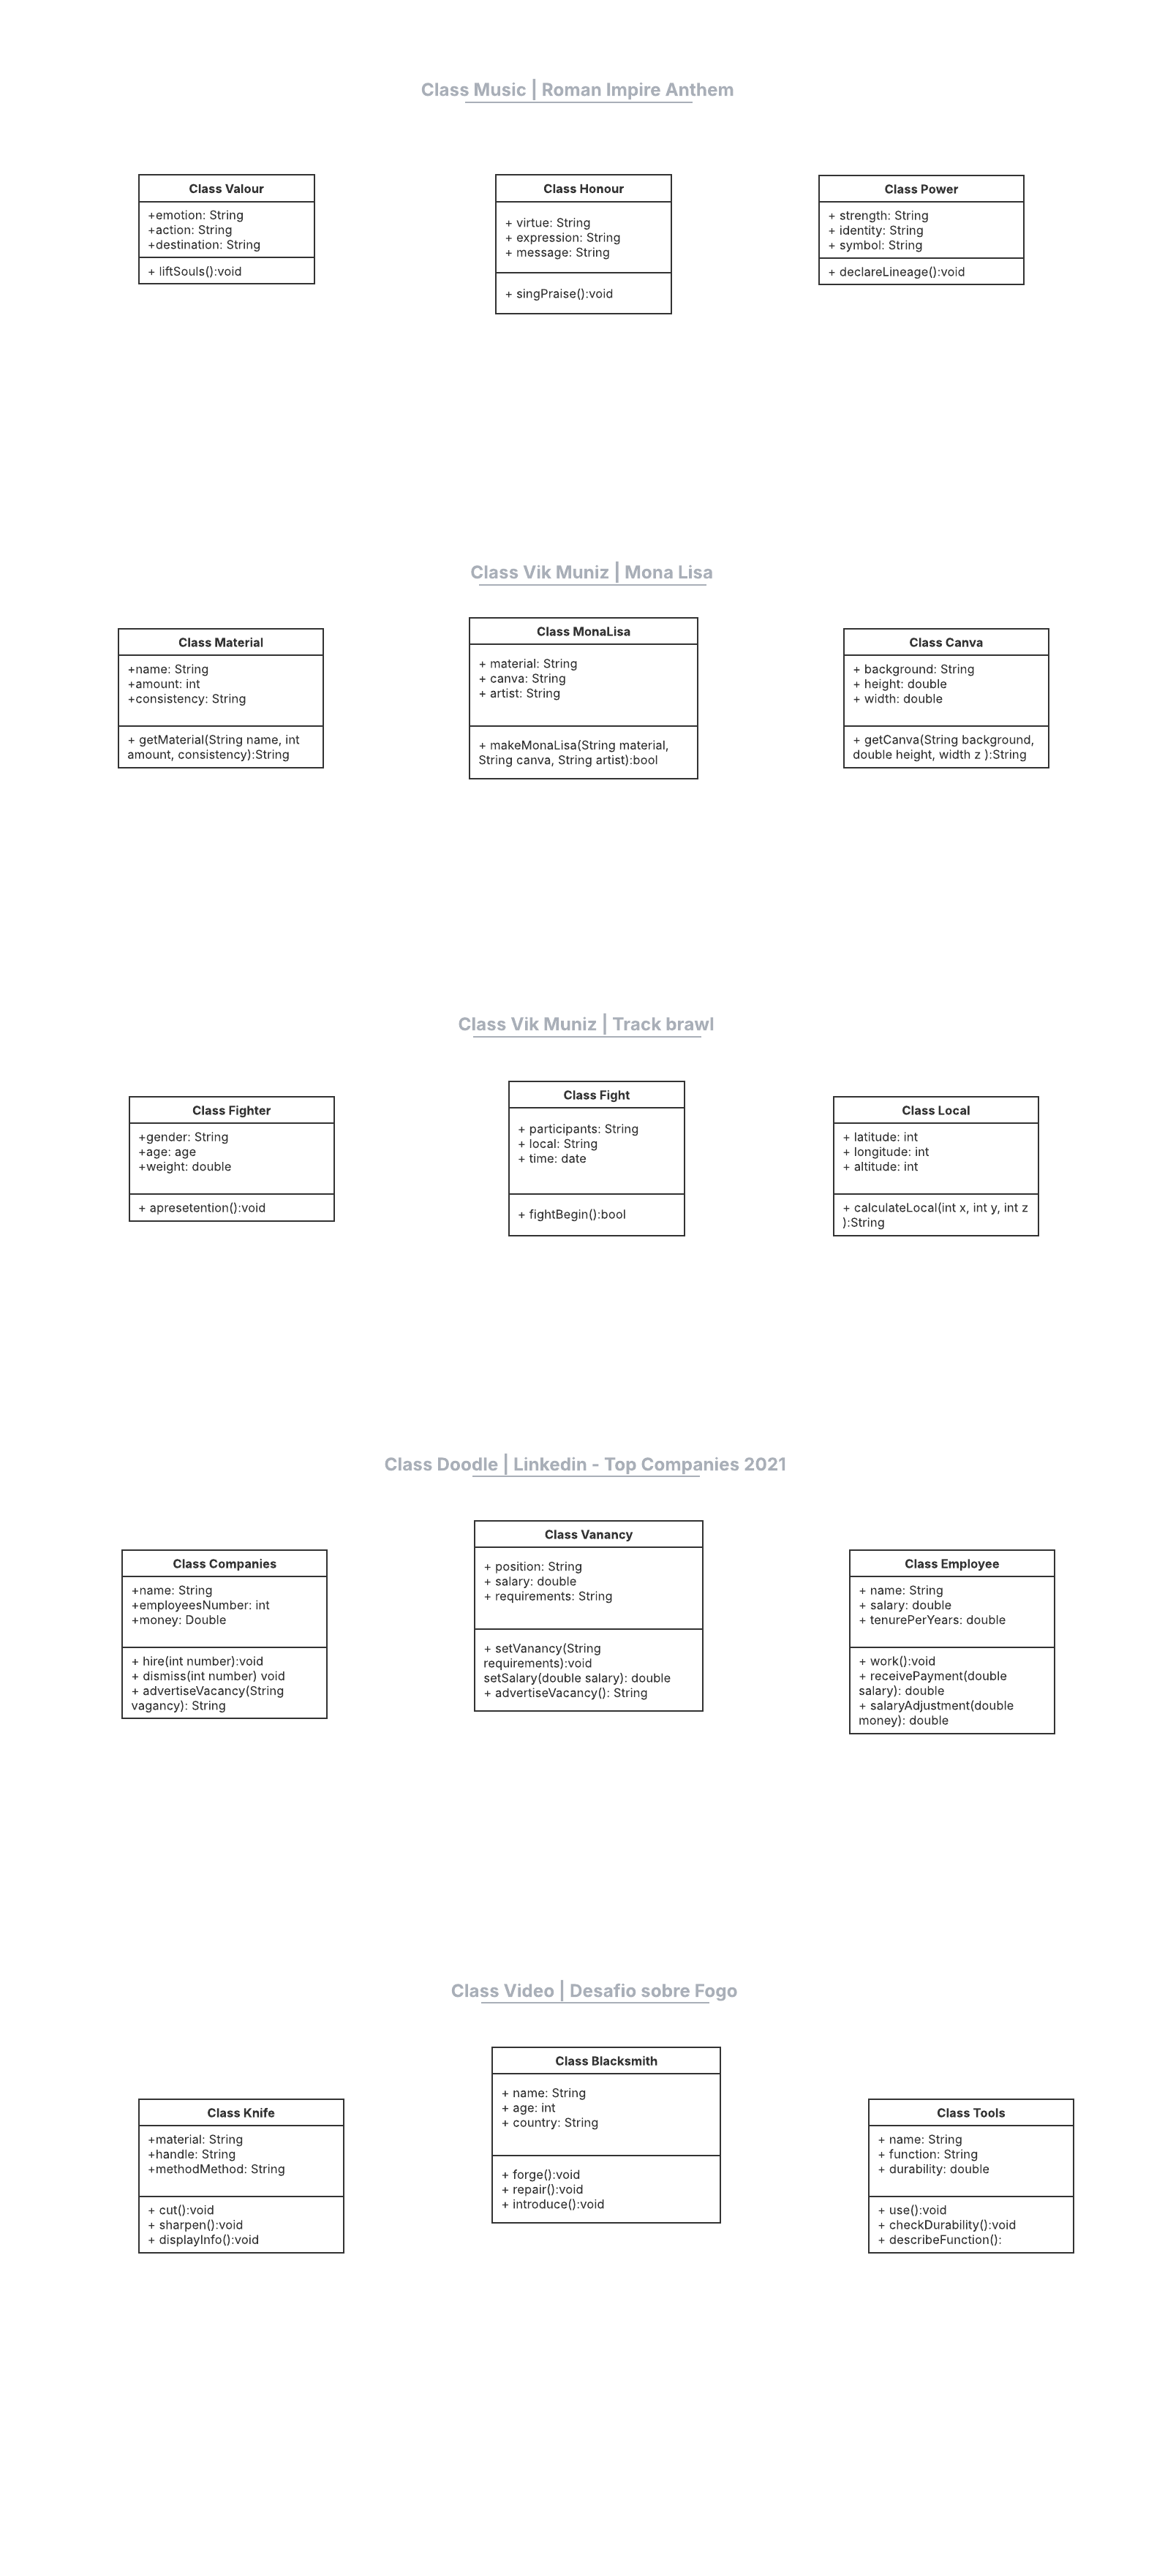 Class Music | Roman Impire Anthem
Class Valour
+emotion: String
+action: String
+destination: String
+ liftSouls():void
Class Honour
+ virtue: String
+ expression: String
+ message: String
+ singPraise():void
Class Power
+ strength: String
+ identity: String
+ symbol: String
+ declareLineage():void
Class Vik Muniz | Mona Lisa
Class Material
+name: String
+amount: int
+consistency: String
+ getMaterial(String name, int
amount, consistency):String
Class MonaLisa
+ material: String
+ canva: String
+ artist: String
+ makeMonaLisa(String material,
String canva, String artist):bool
Class Canva
+ background: String
+ height: double
+ width: double
+ getCanva(String background,
double height, width z ):String
Class Vik Muniz | Track brawl
Class Fighter
+gender: String
+age: age
+weight: double
+ apresetention():void
Class Fight
+ participants: String
+ local: String
+ time: date
+ fightBegin():bool
Class Local
+ latitude: int
+ longitude: int
+ altitude: int
+ calculateLocal(int x, int y, int z
):String
Class Doodle | Linkedin - Top Companies 2021
Class Companies
+name: String
+employeesNumber: int
+money: Double
+ hire(int number):void
+ dismiss(int number) void
+ advertiseVacancy(String
vagancy): String
Class Vanancy
+ position: String
+ salary: double
+ requirements: String
+ setVanancy(String
requirements):void
setSalary(double salary): double
+ advertiseVacancy(): String
Class Employee
+ name: String
+ salary: double
+ tenurePerYears: double
+ work():void
+ receivePayment(double
salary): double
+ salaryAdjustment(double
money): double
Class Video | Desafio sobre Fogo
Class Knife
+material: String
+handle: String
+methodMethod: String
+ cut():void
+ sharpen():void
+ displayInfo():void
Class Blacksmith
+ name: String
+ age: int
+ country: String
+ forge():void
+ repair():void
+ introduce():void
Class Tools
+ name: String
+ function: String
+ durability: double
+ use():void
+ checkDurability():void
+ describeFunction():